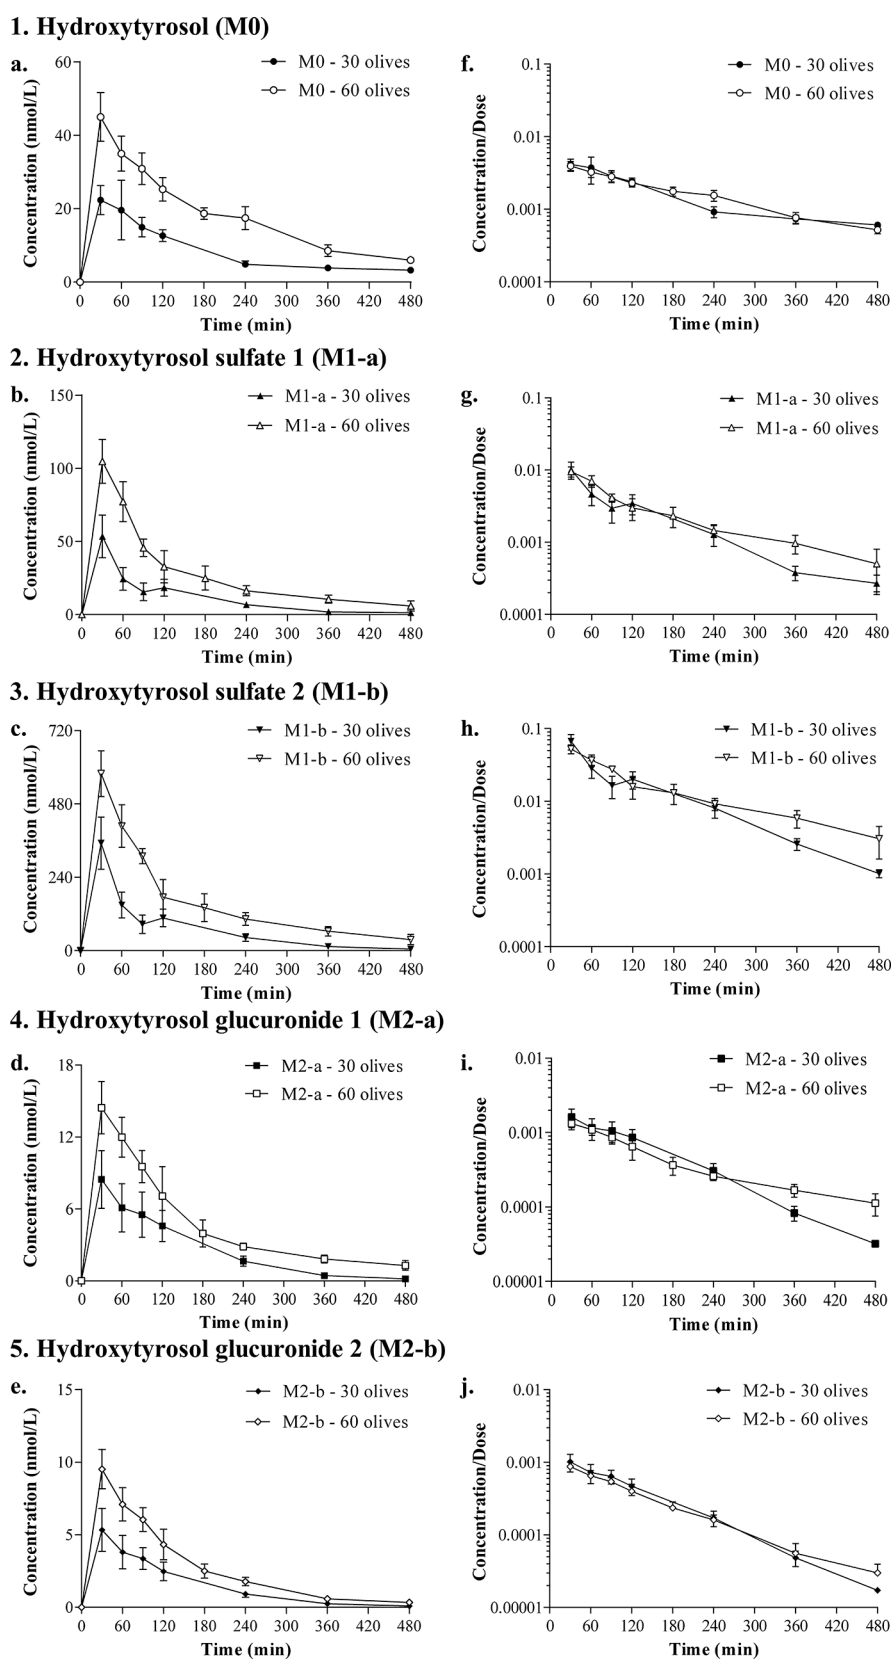 1. Hydroxytyrosol (M0)
a.
M0 - 30 olives
M0 - 60 olives
Concentration (nmol/L)
60
40
20
0
0 60 120 180 240 300 360 420 480
Time (min)
f.
M0 - 30 olives
M0 - 60 olives
Concentration/Dose
0.1
0.01
0.001
0.0001
0 60 120 180 240 300 360 420 480
Time (min)
2. Hydroxytyrosol sulfate 1 (M1-a)
b.
M1-a - 30 olives
M1-a - 60 olives
Concentration (nmol/L)
150
100
50
0
0 60 120 180 240 300 360 420 480
Time (min)
g.
M1-a - 30 olives
M1-a - 60 olives
Concentration/Dose
0.1
0.01
0.001
0.0001
0 60 120 180 240 300 360 420 480
Time (min)
3. Hydroxytyrosol sulfate 2 (M1-b)
c.
M1-b - 30 olives
M1-b - 60 olives
Concentration (nmol/L)
720
480
240
0
0 60 120 180 240 300 360 420 480
Time (min)
h.
M1-b - 30 olives
M1-b - 60 olives
Concentration/Dose
0.1
0.01
0.001
0.0001
0 60 120 180 240 300 360 420 480
Time (min)
4. Hydroxytyrosol glucuronide 1 (M2-a)
d.
M2-a - 30 olives
M2-a - 60 olives
Concentration (nmol/L)
18
12
6
0
0 60 120 180 240 300 360 420 480
Time (min)
i.
M2-a - 30 olives
M2-a - 60 olives
Concentration/Dose
0.01
0.001
0.0001
0.00001
0 60 120 180 240 300 360 420 480
Time (min)
5. Hydroxytyrosol glucuronide 2 (M2-b)
e.
M2-b - 30 olives
M2-b - 60 olives
Concentration (nmol/L)
15
10
5
0
0 60 120 180 240 300 360 420 480
Time (min)
j.
M2-b - 30 olives
M2-b - 60 olives
Concentration/Dose
0.01
0.001
0.0001
0.00001
0 60 120 180 240 300 360 420 480
Time (min)